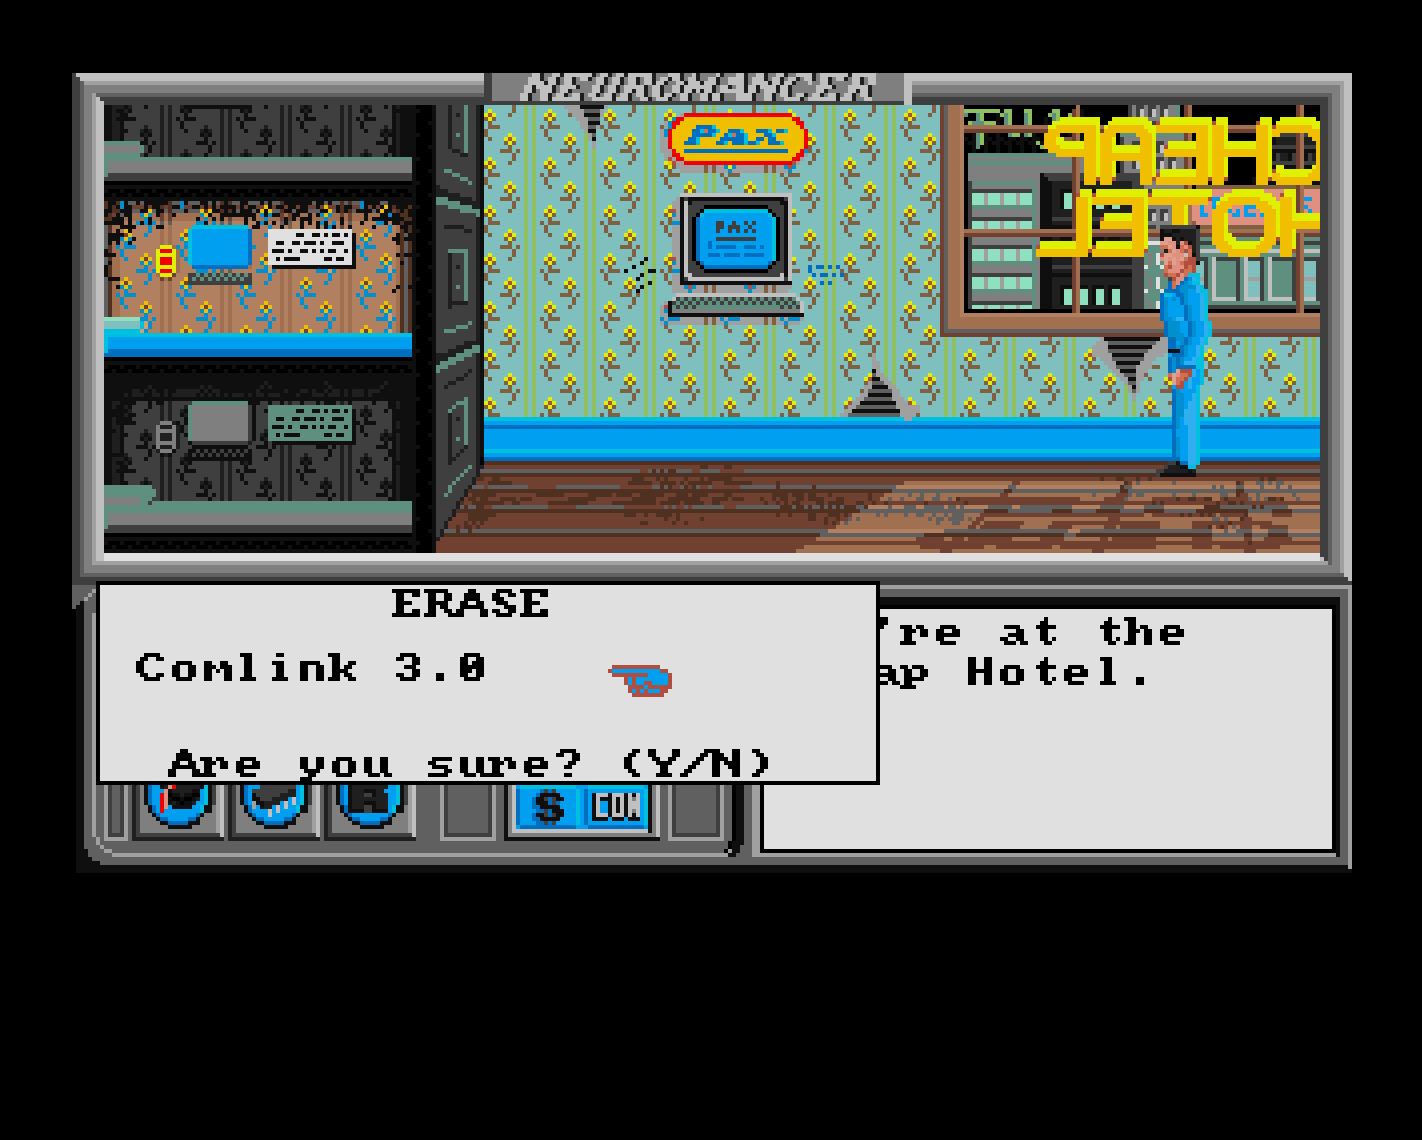 NEUROMANCER
PAX
PAX
CHEAP
HOTEL
ERASE
Comlink 3.0
Are you sure? (Y/N)
're at the
ap Hotel.
$ COM